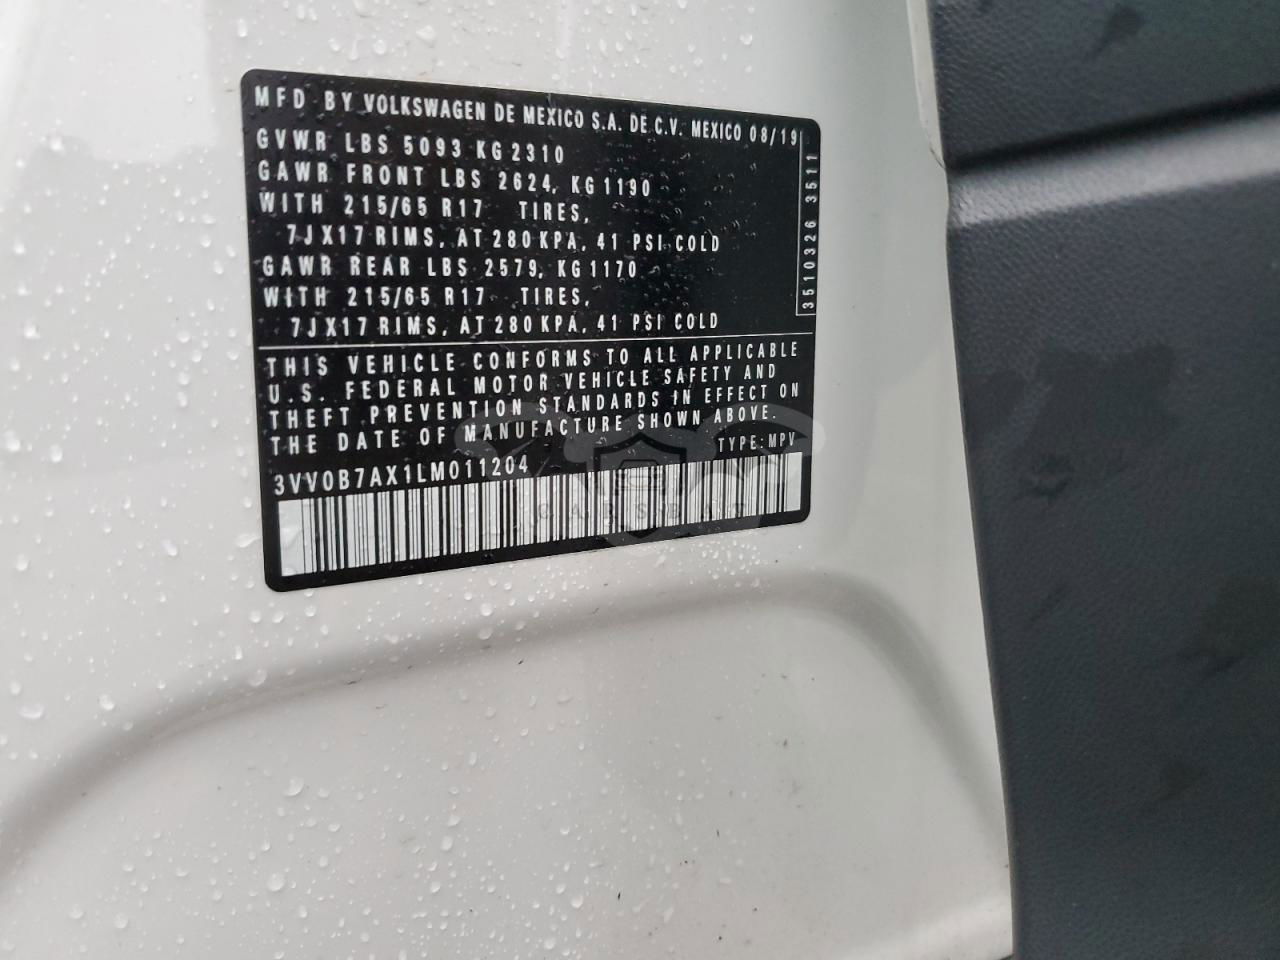 MFD BY VOLKSWAGEN DE MEXICO S.A. DE C.V. MEXICO 08/19
GVWR LBS 5093 KG 2310
GAWR FRONT LBS 2624, KG 1190
WITH 215/65 R17 TIRES,
7JX17 RIMS, AT 280 KPA, 41 PSI COLD
GAWR REAR LBS 2579, KG 1170
WITH 215/65 R17 TIRES,
7JX17 RIMS, AT 280 KPA, 41 PSI COLD
3510326 3511
THIS VEHICLE CONFORMS TO ALL APPLICABLE
U.S. FEDERAL MOTOR VEHICLE SAFETY AND
THEFT PREVENTION STANDARDS IN EFFECT ON
THE DATE OF MANUFACTURE SHOWN ABOVE.
TYPE: MPV
3VV0B7AX1LM011204
CARSBAT